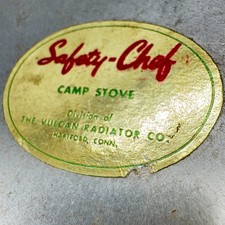 Safety-Chef
CAMP STOVE
Division of
THE VULCAN RADIATOR CO.
HARTFORD, CONN.